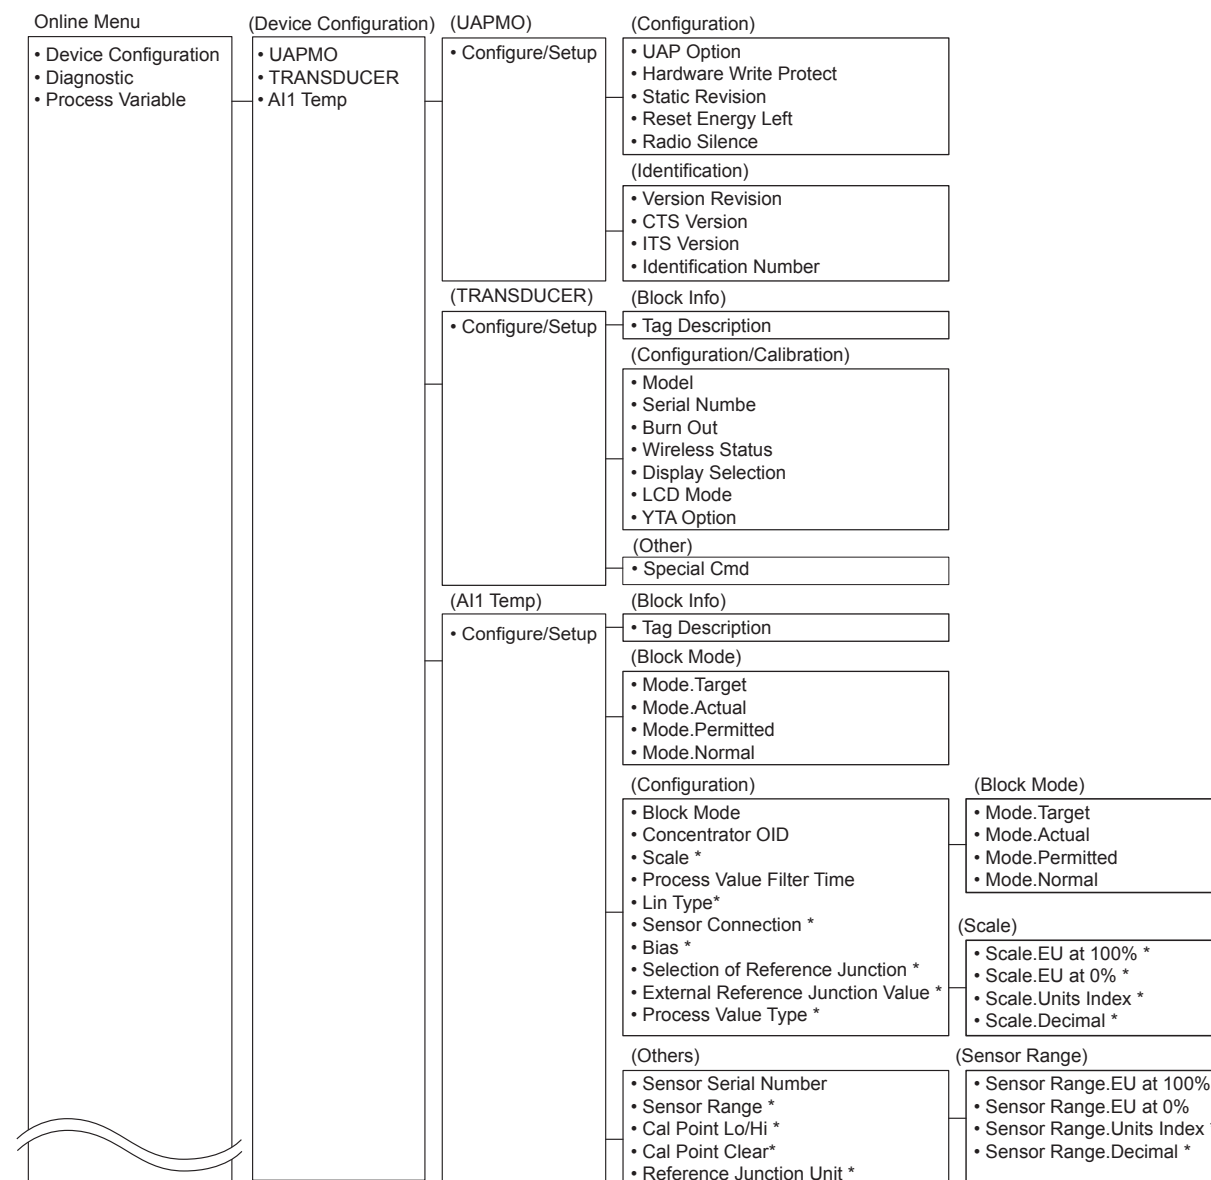 Online Menu
• Device Configuration
• Diagnostic
• Process Variable
(Device Configuration)
• UAPMO
• TRANSDUCER
• AI1 Temp
(UAPMO)
• Configure/Setup
(Configuration)
• UAP Option
• Hardware Write Protect
• Static Revision
• Reset Energy Left
• Radio Silence
(Identification)
• Version Revision
• CTS Version
• ITS Version
• Identification Number
(TRANSDUCER)
• Configure/Setup
(Block Info)
• Tag Description
(Configuration/Calibration)
• Model
• Serial Numbe
• Burn Out
• Wireless Status
• Display Selection
• LCD Mode
• YTA Option
(Other)
• Special Cmd
(AI1 Temp)
• Configure/Setup
(Block Info)
• Tag Description
(Block Mode)
• Mode.Target
• Mode.Actual
• Mode.Permitted
• Mode.Normal
(Configuration)
• Block Mode
• Concentrator OID
• Scale *
• Process Value Filter Time
• Lin Type*
• Sensor Connection *
• Bias *
• Selection of Reference Junction *
• External Reference Junction Value *
• Process Value Type *
(Block Mode)
• Mode.Target
• Mode.Actual
• Mode.Permitted
• Mode.Normal
(Scale)
• Scale.EU at 100% *
• Scale.EU at 0% *
• Scale.Units Index *
• Scale.Decimal *
(Others)
• Sensor Serial Number
• Sensor Range *
• Cal Point Lo/Hi *
• Cal Point Clear*
• Reference Junction Unit *
(Sensor Range)
• Sensor Range.EU at 100%
• Sensor Range.EU at 0%
• Sensor Range.Units Index *
• Sensor Range.Decimal *